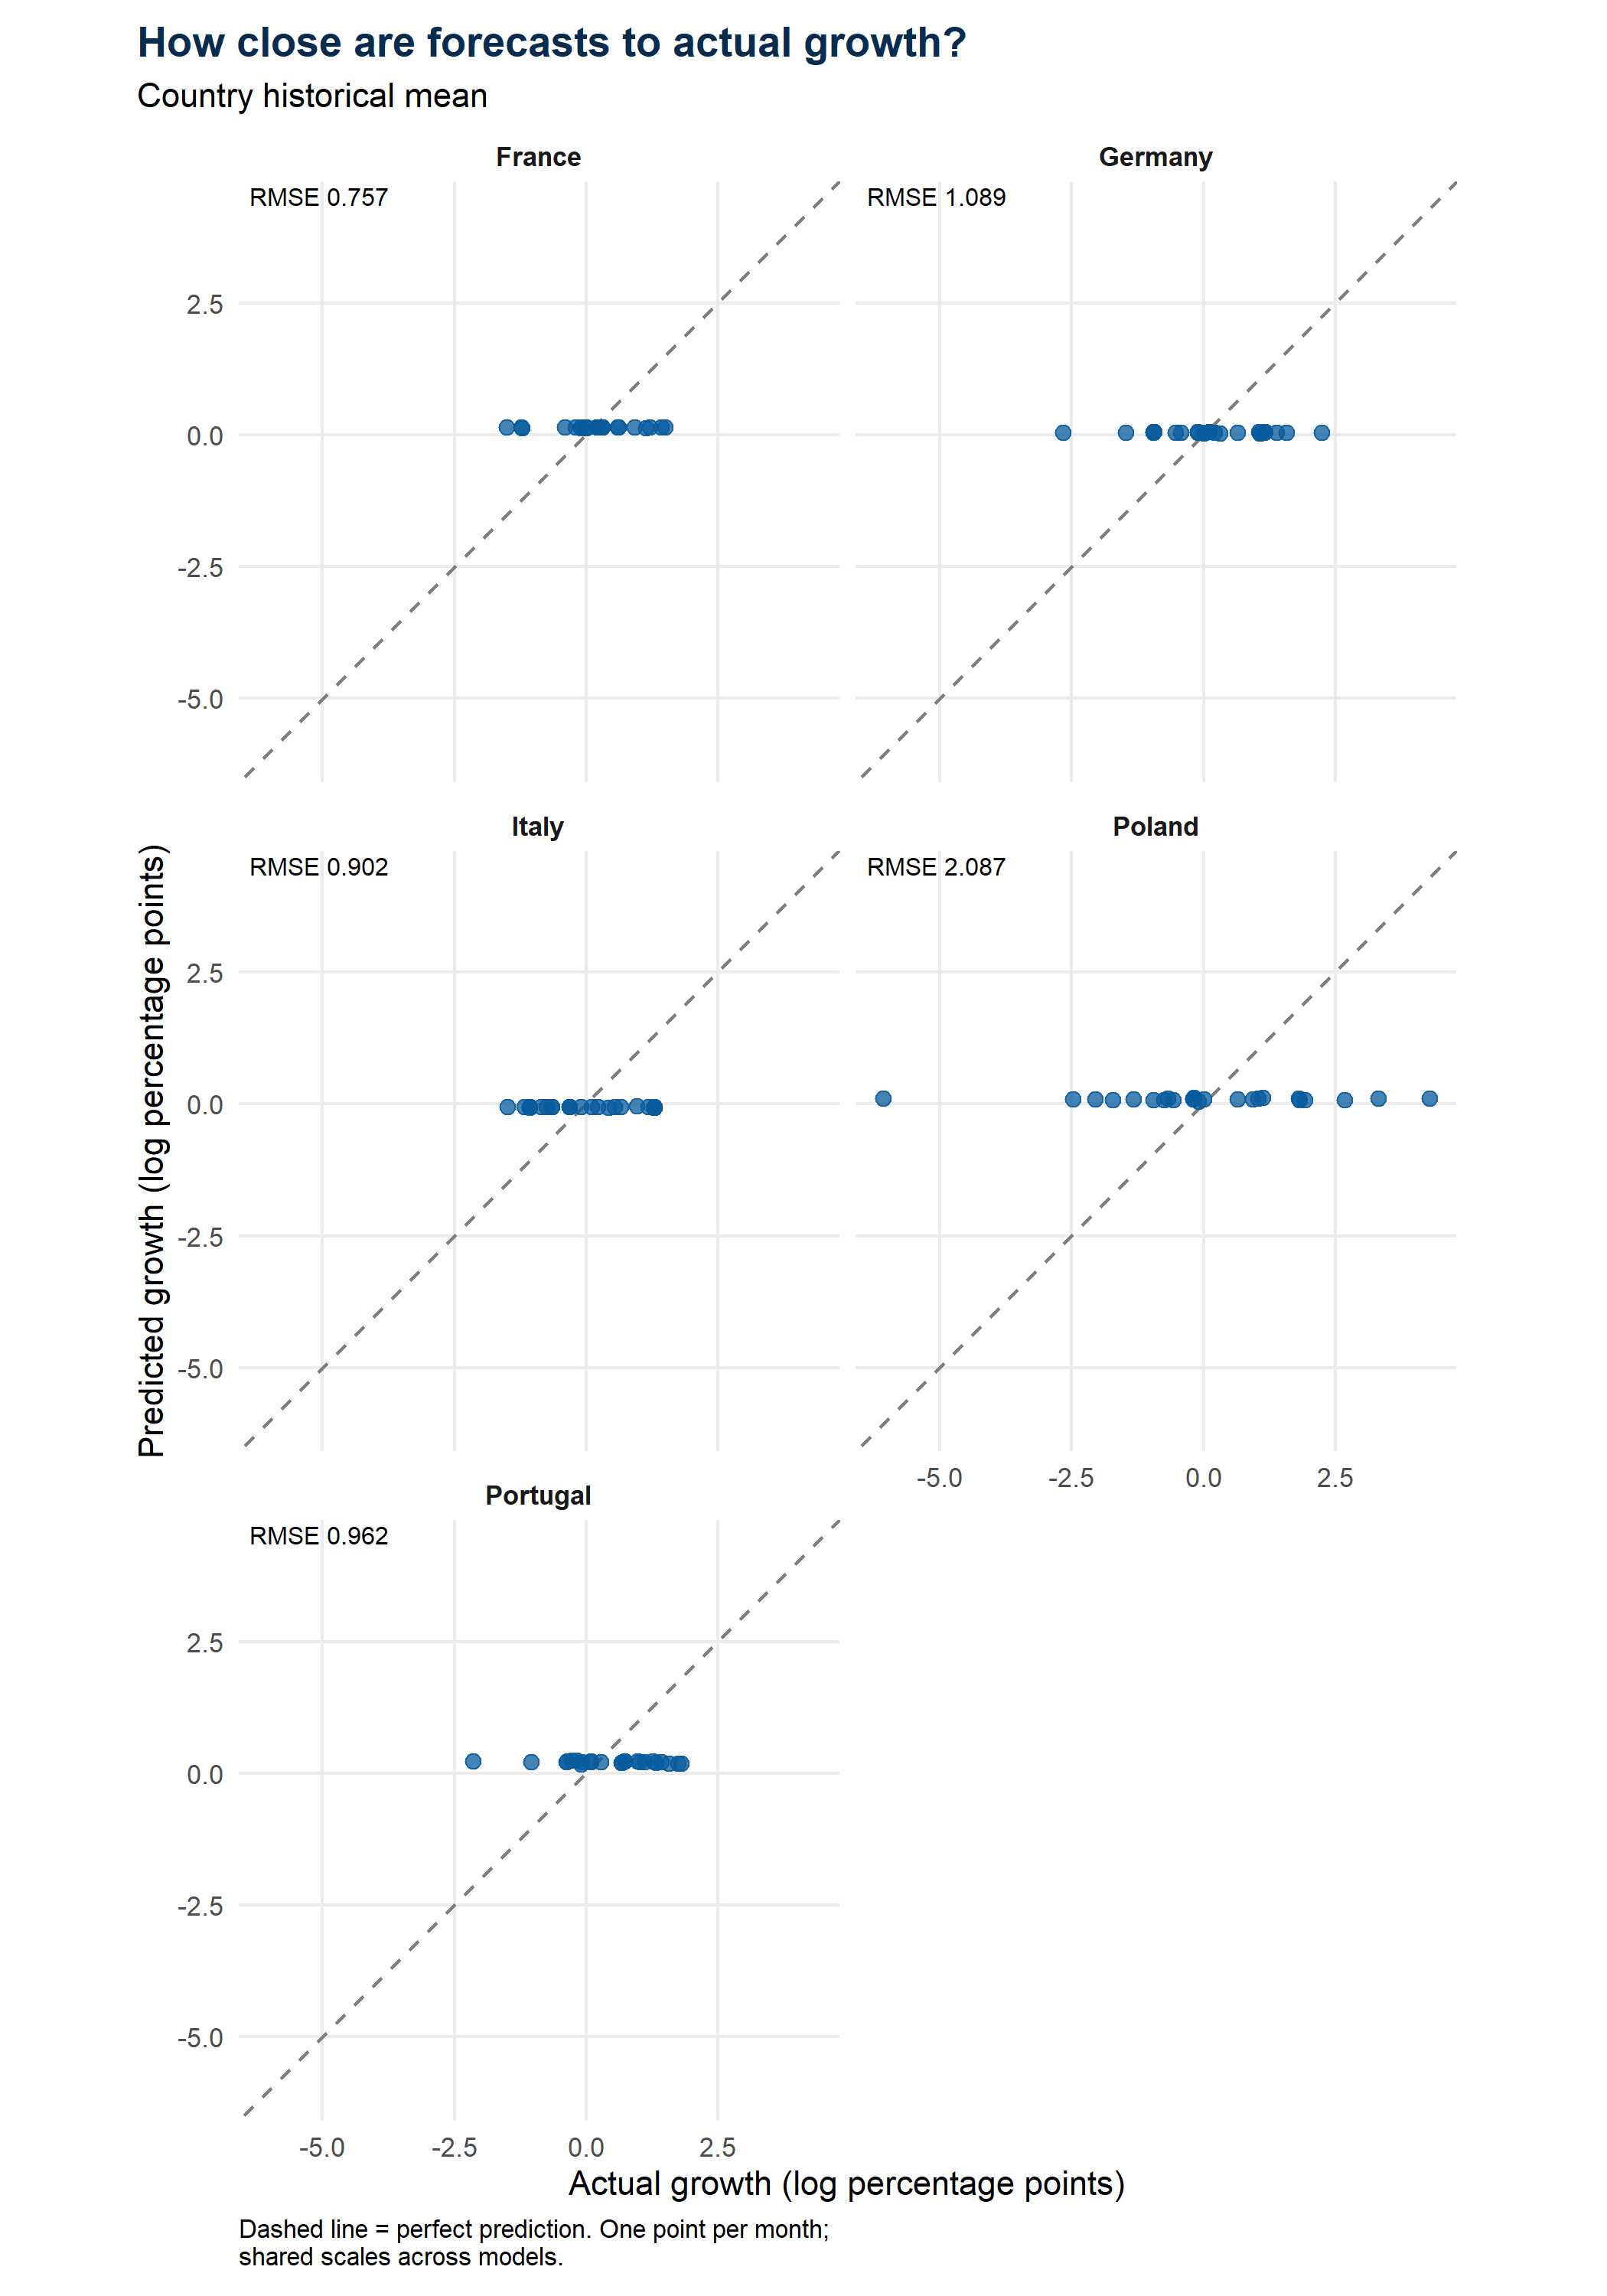 How close are forecasts to actual growth?
Country historical mean
France
Germany
RMSE 0.757
RMSE 1.089
2.5
0.0
-2.5
-5.0
Italy
Poland
RMSE 0.902
RMSE 2.087
Predicted growth (log percentage points)
2.5
0.0
-2.5
-5.0
-5.0 -2.5 0.0 2.5
Portugal
RMSE 0.962
2.5
0.0
-2.5
-5.0
-5.0 -2.5 0.0 2.5
Actual growth (log percentage points)
Dashed line = perfect prediction. One point per month;
shared scales across models.